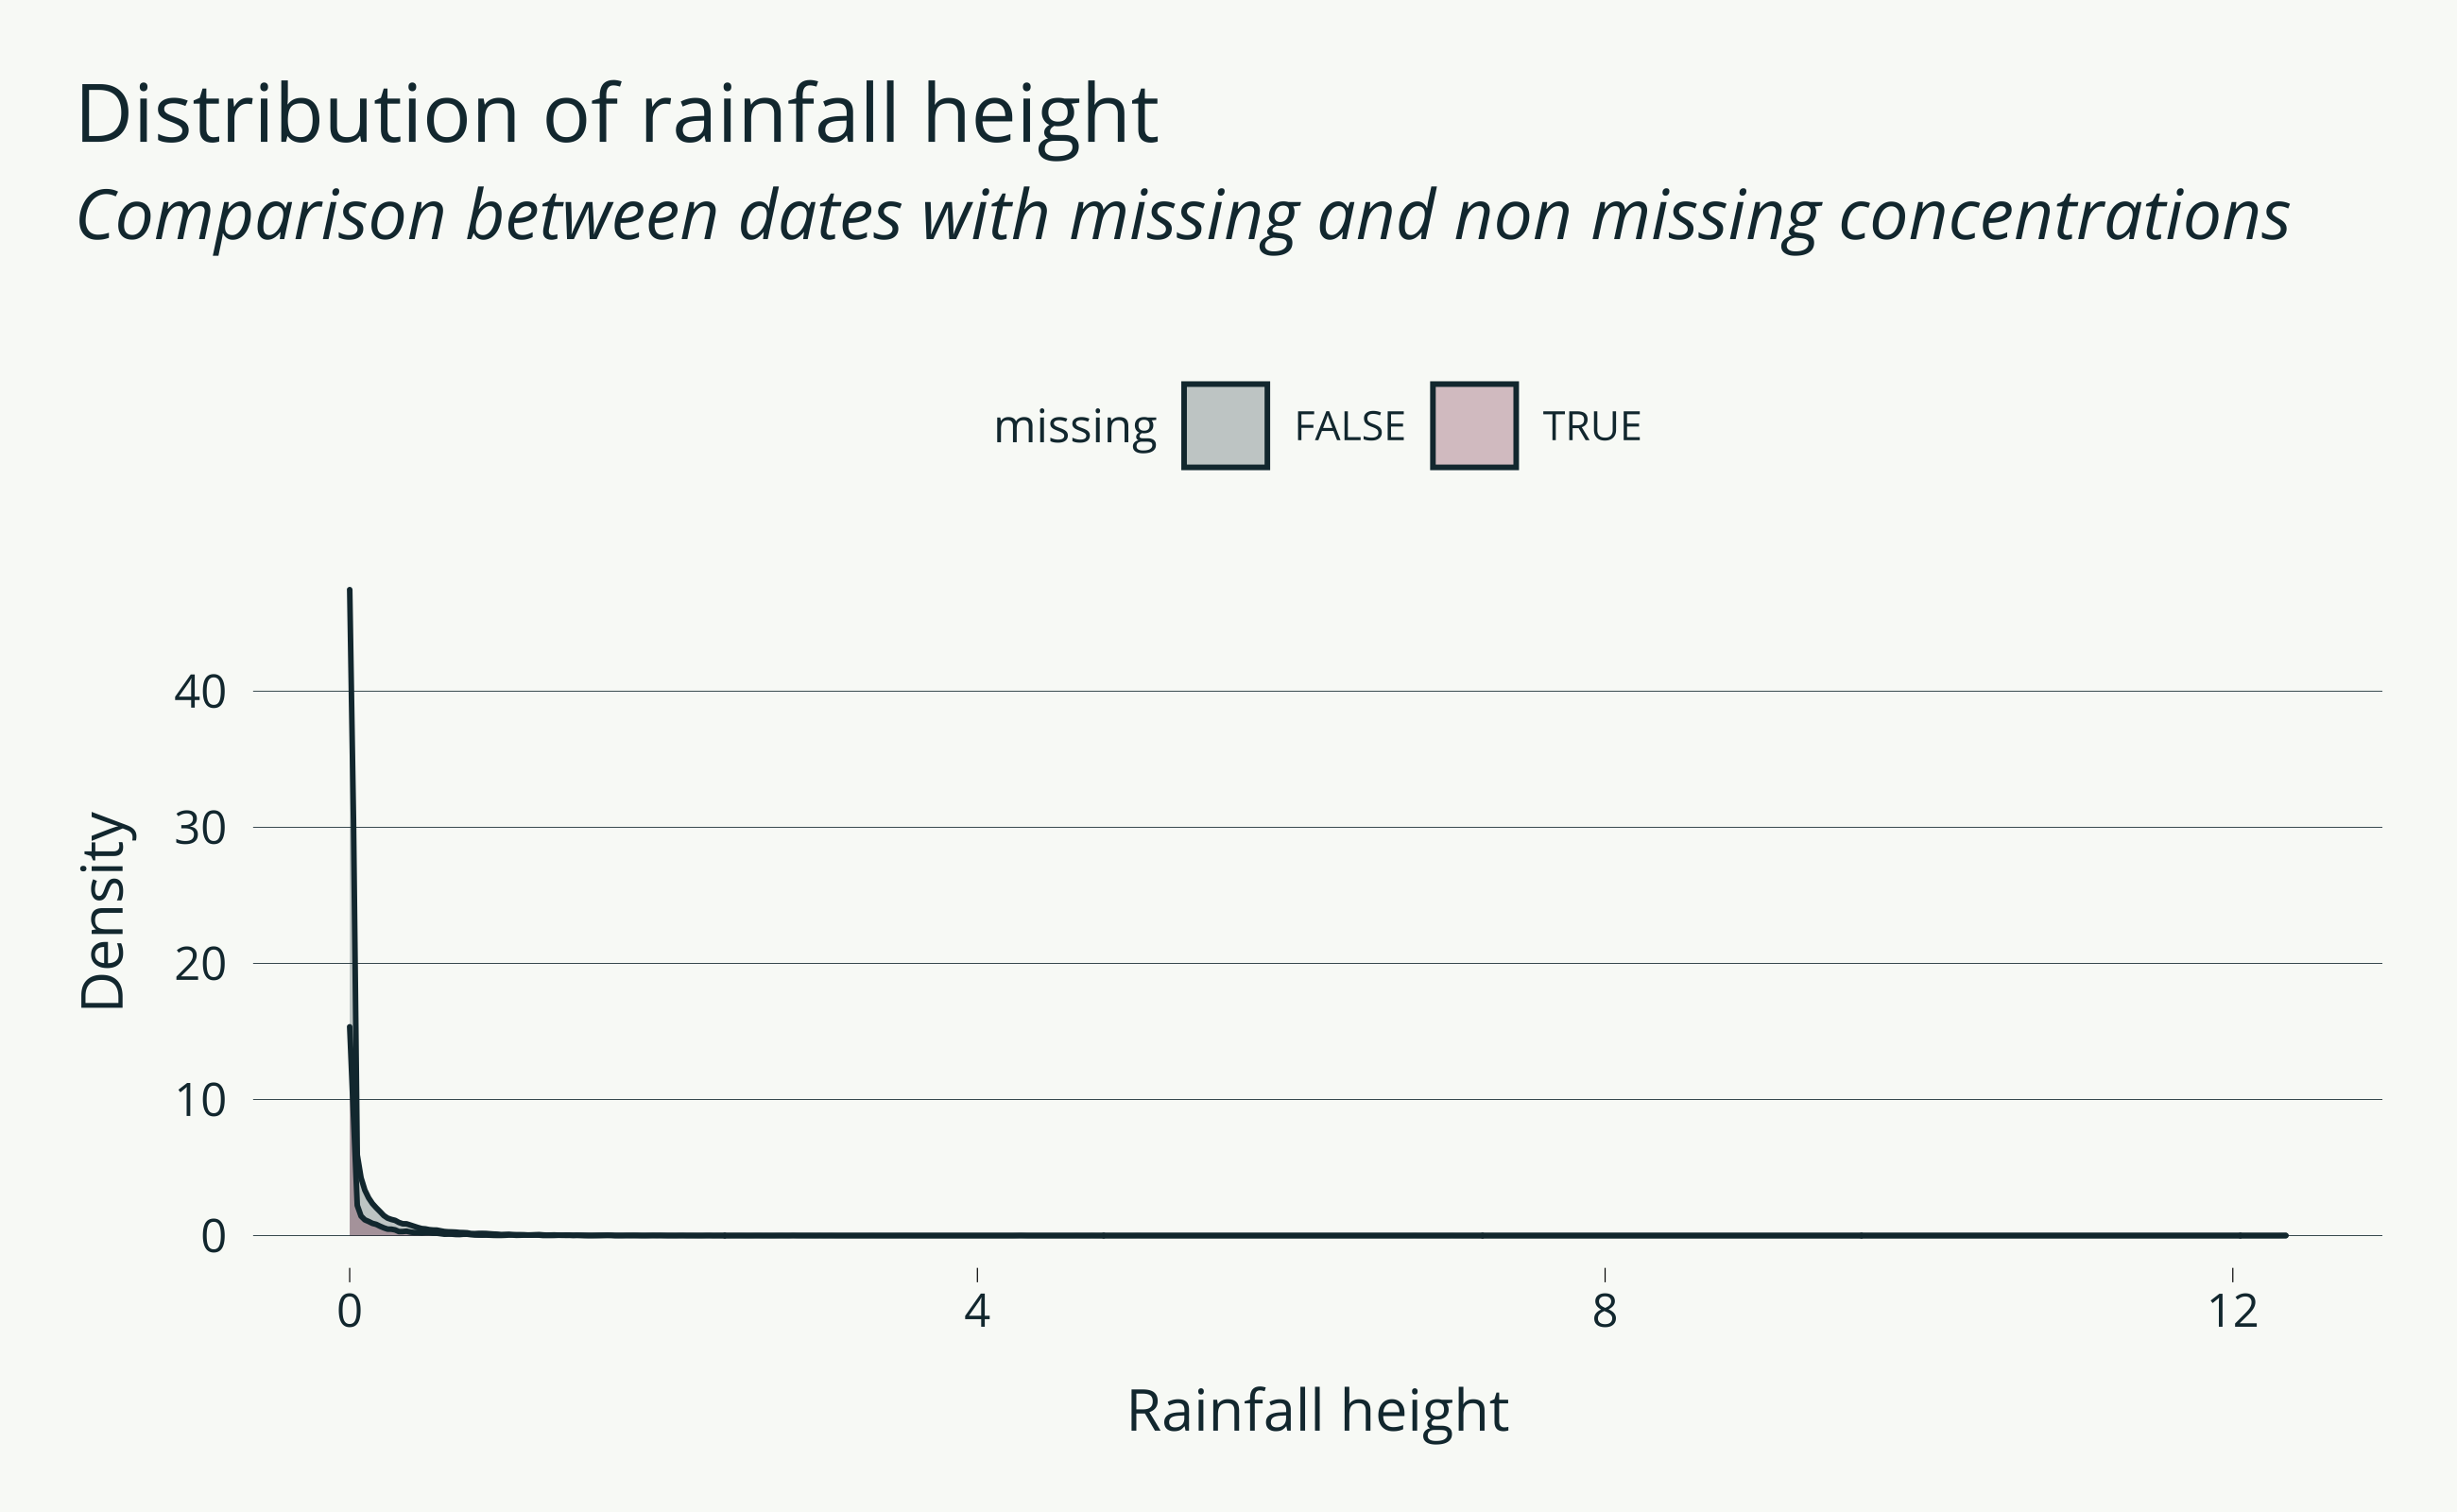 Distribution of rainfall height
Comparison between dates with missing and non missing concentrations
missing FALSE TRUE
40
30
20
10
0
Density
0 4 8 12
Rainfall height